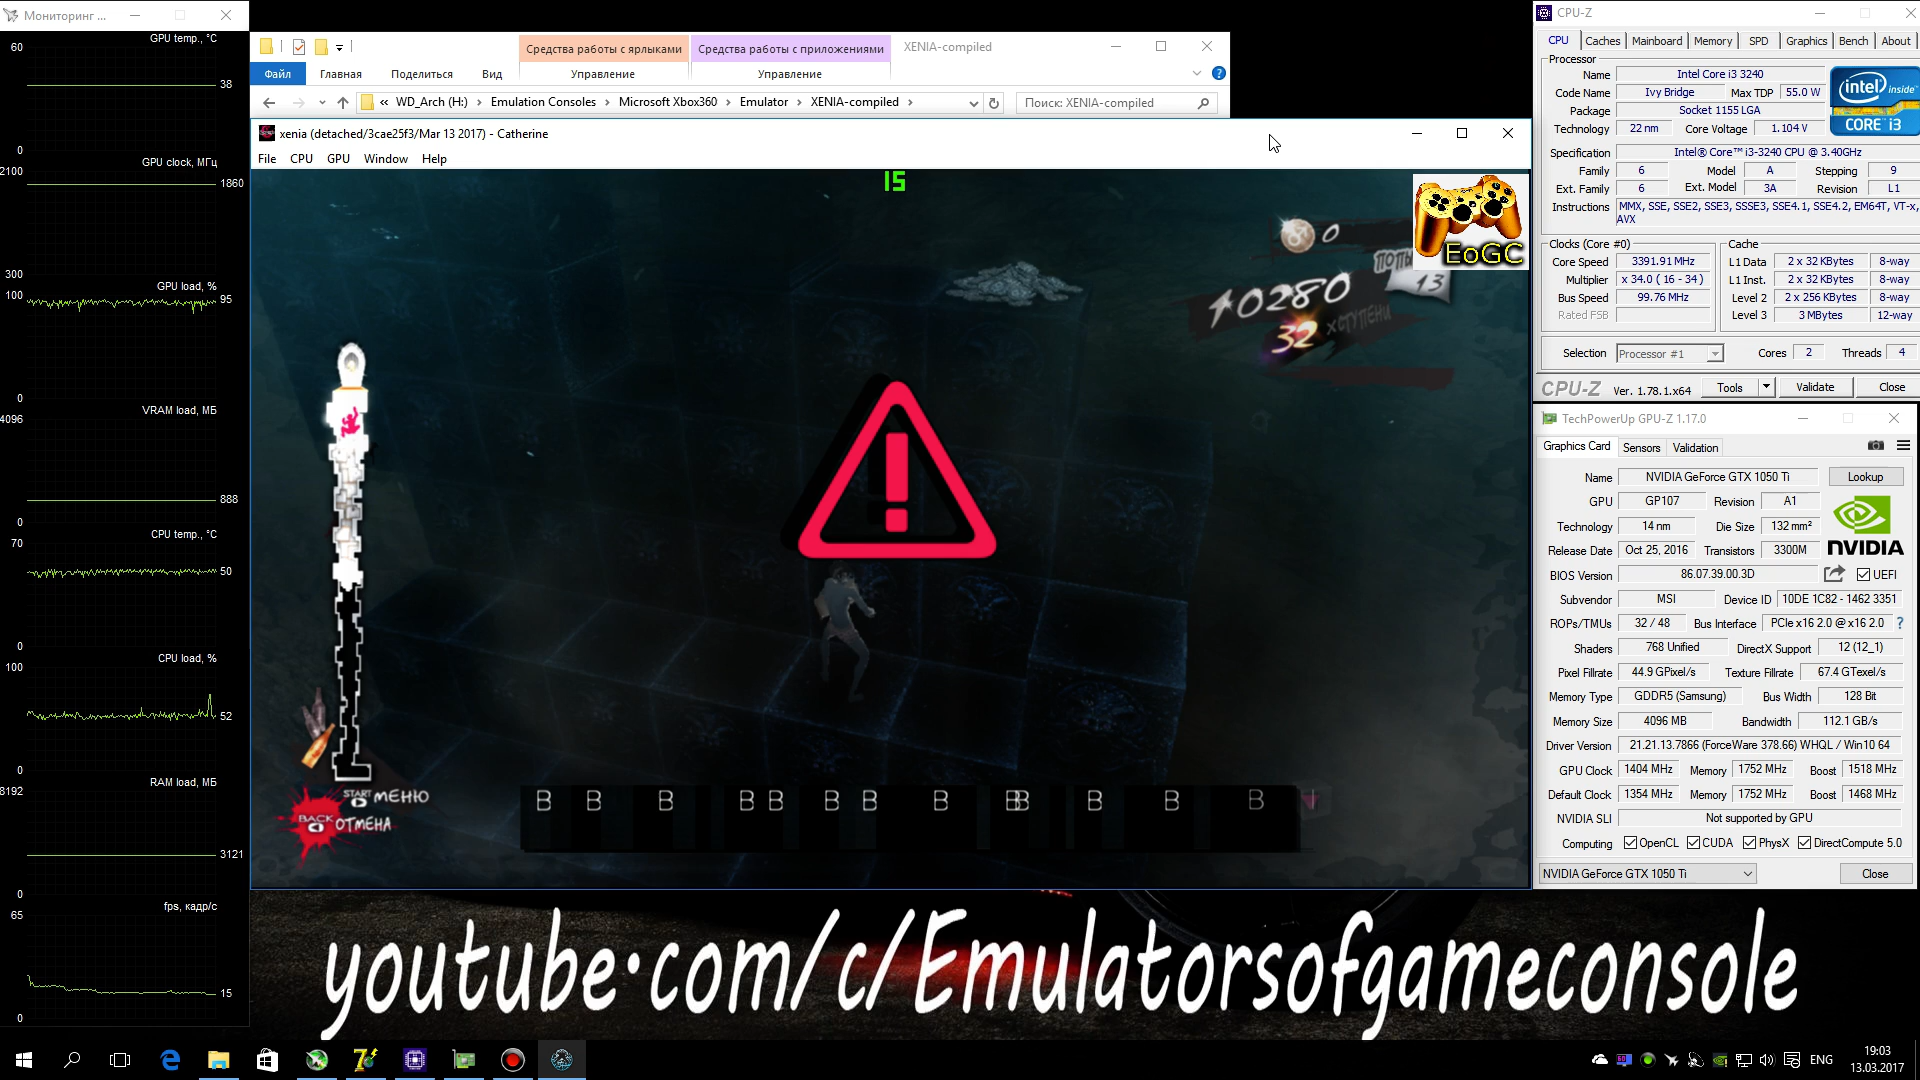 Мониторинг ...
GPU temp., °C
60
38
0
GPU clock, МГц
2100
1860
300
GPU load, %
100
95
0
VRAM load, МБ
4096
888
0
CPU temp., °C
70
50
0
CPU load, %
100
52
0
RAM load, МБ
8192
3121
0
fps, кадр/с
65
15
0
Средства работы с ярлыками
Средства работы с приложениями
XENIA-compiled
Файл
Главная
Поделиться
Вид
Управление
Управление
« WD_Arch (H:) › Emulation Consoles › Microsoft Xbox360 › Emulator › XENIA-compiled ›
Поиск: XENIA-compiled
xenia (detached/3cae25f3/Mar 13 2017) - Catherine
File CPU GPU Window Help
15
EoGC
0
13
10280
32 X СТУПЕНИ
!
START МЕНЮ
BACK ОТМЕНА
B B B B B B B B B B B B B
youtube.com/c/Emulatorsofgameconsole
CPU-Z
CPU Caches Mainboard Memory SPD Graphics Bench About
Processor
Name Intel Core i3 3240
Code Name Ivy Bridge Max TDP 55.0 W
Package Socket 1155 LGA
Technology 22 nm Core Voltage 1.104 V
intel inside™
CORE i3
Specification Intel® Core™ i3-3240 CPU @ 3.40GHz
Family 6 Model A Stepping 9
Ext. Family 6 Ext. Model 3A Revision L1
Instructions MMX, SSE, SSE2, SSE3, SSSE3, SSE4.1, SSE4.2, EM64T, VT-x,
AVX
Clocks (Core #0)
Core Speed 3391.91 MHz
Multiplier x 34.0 ( 16 - 34 )
Bus Speed 99.76 MHz
Rated FSB
Cache
L1 Data 2 x 32 KBytes 8-way
L1 Inst. 2 x 32 KBytes 8-way
Level 2 2 x 256 KBytes 8-way
Level 3 3 MBytes 12-way
Selection Processor #1 Cores 2 Threads 4
CPU-Z Ver. 1.78.1.x64 Tools Validate Close
TechPowerUp GPU-Z 1.17.0
Graphics Card Sensors Validation
Name NVIDIA GeForce GTX 1050 Ti Lookup
GPU GP107 Revision A1
Technology 14 nm Die Size 132 mm²
Release Date Oct 25, 2016 Transistors 3300M
NVIDIA
BIOS Version 86.07.39.00.3D UEFI
Subvendor MSI Device ID 10DE 1C82 - 1462 3351
ROPs/TMUs 32 / 48 Bus Interface PCIe x16 2.0 @ x16 2.0 ?
Shaders 768 Unified DirectX Support 12 (12_1)
Pixel Fillrate 44.9 GPixel/s Texture Fillrate 67.4 GTexel/s
Memory Type GDDR5 (Samsung) Bus Width 128 Bit
Memory Size 4096 MB Bandwidth 112.1 GB/s
Driver Version 21.21.13.7866 (ForceWare 378.66) WHQL / Win10 64
GPU Clock 1404 MHz Memory 1752 MHz Boost 1518 MHz
Default Clock 1354 MHz Memory 1752 MHz Boost 1468 MHz
NVIDIA SLI Not supported by GPU
Computing OpenCL CUDA PhysX DirectCompute 5.0
NVIDIA GeForce GTX 1050 Ti Close
ENG
19:03
13.03.2017